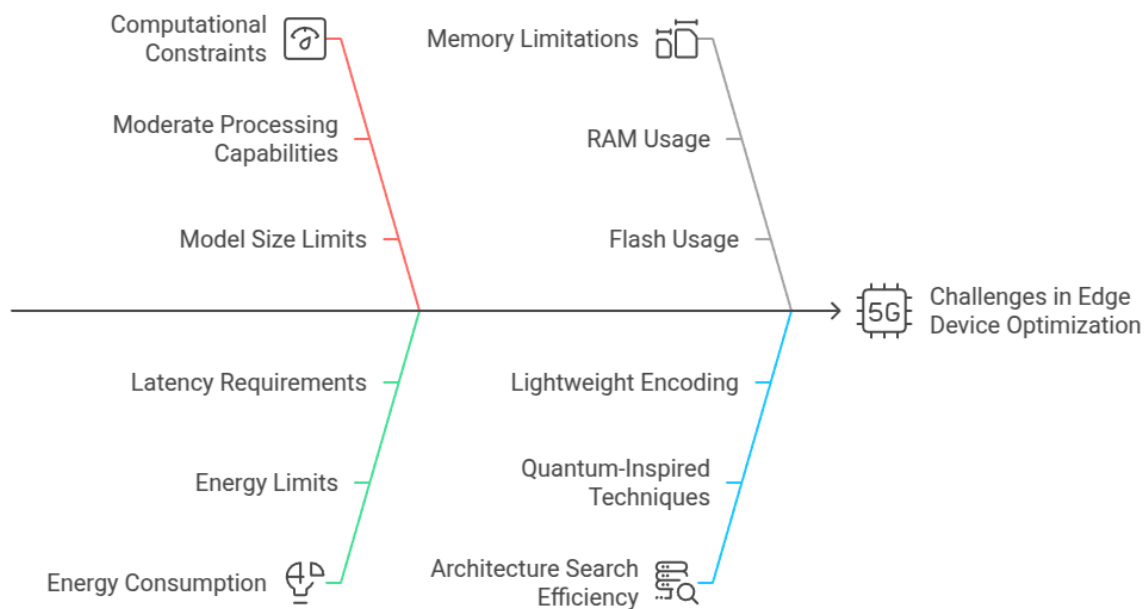 Computational
Constraints
Memory Limitations
Moderate Processing
Capabilities
RAM Usage
Model Size Limits
Flash Usage
5G
Challenges in Edge
Device Optimization
Latency Requirements
Lightweight Encoding
Energy Limits
Quantum-Inspired
Techniques
Energy Consumption
Architecture Search
Efficiency